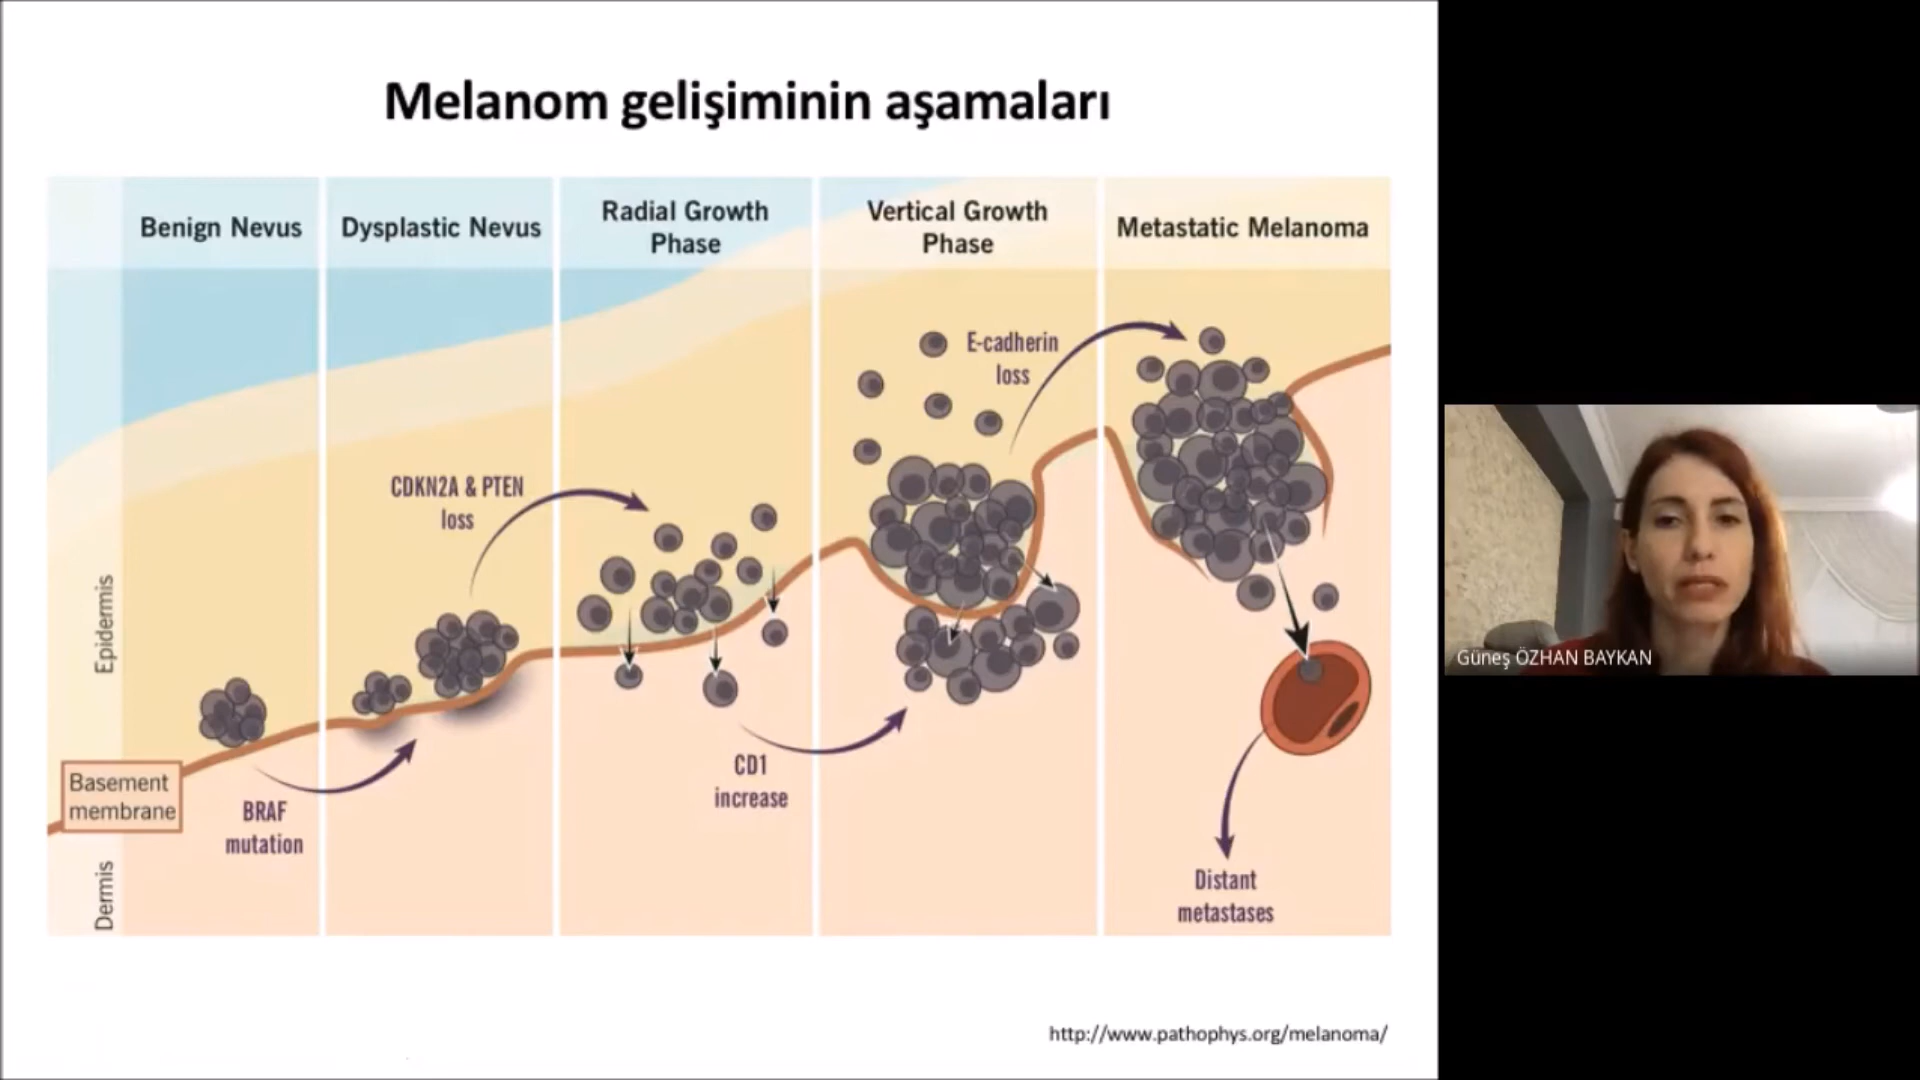 Melanom gelişiminin aşamaları
Benign Nevus
Dysplastic Nevus
Radial Growth
Phase
Vertical Growth
Phase
Metastatic Melanoma
E-cadherin
loss
CDKN2A & PTEN
loss
Epidermis
Basement
membrane
BRAF
mutation
CD1
increase
Dermis
Distant
metastases
http://www.pathophys.org/melanoma/
Güneş ÖZHAN BAYKAN